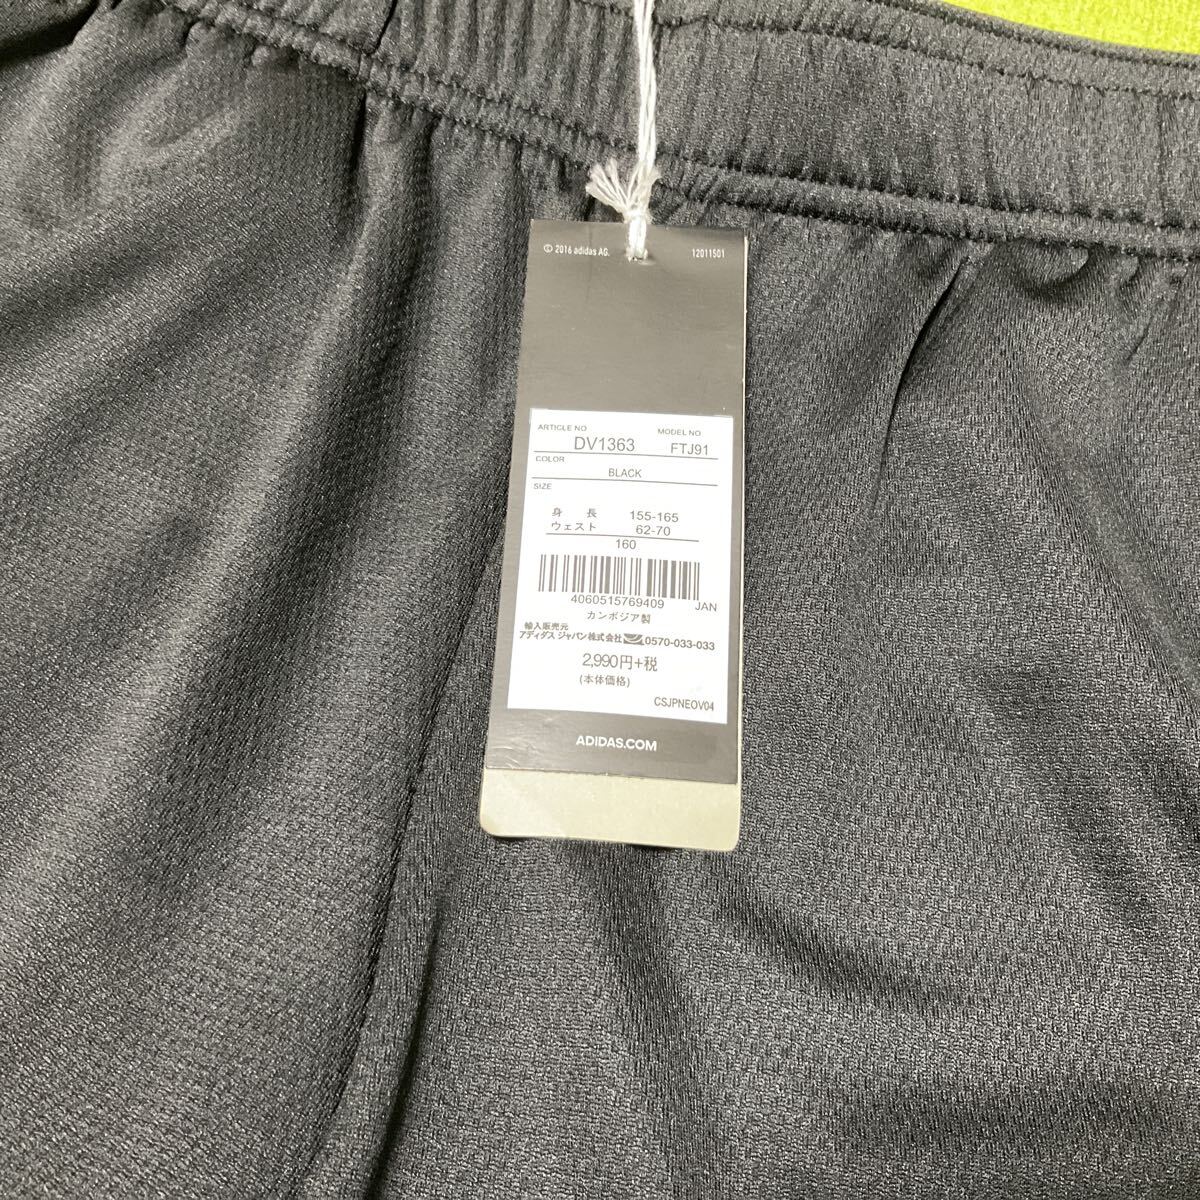 © 2016 adidas AG. 12011501
ARTICLE NO MODEL NO
DV1363 FTJ91
COLOR
BLACK
SIZE
身 長 155-165
ウェスト 62-70
160
4060515769409 JAN
カンボジア製
輸入販売元
アディダス ジャパン株式会社 0570-033-033
2,990円+税
(本体価格)
CSJPNEOV04
ADIDAS.COM